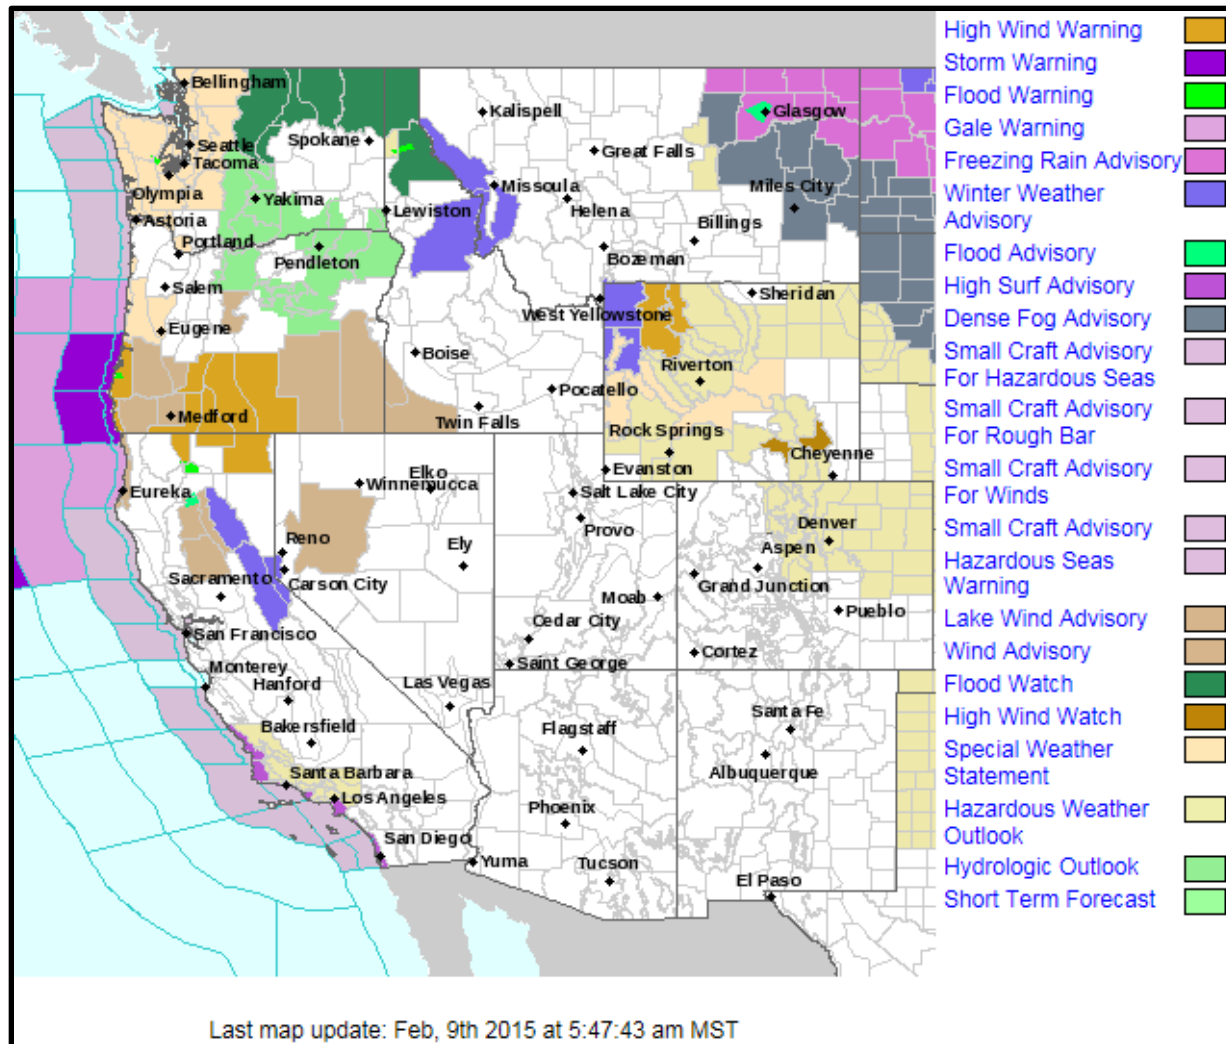 Bellingham
Seattle
Tacoma
Olympia
Spokane
Kalispell
Great Falls
Glasgow
Missoula
Helena
Miles City
Billings
Bozeman
Yakima
Lewiston
Astoria
Portland
Pendleton
Salem
Eugene
West Yellowstone
Sheridan
Boise
Riverton
Pocatello
Medford
Twin Falls
Rock Springs
Cheyenne
Evanston
Eureka
Elko
Winnemucca
Salt Lake City
Provo
Denver
Aspen
Reno
Ely
Sacramento
Carson City
Grand Junction
Moab
Pueblo
Cedar City
San Francisco
Cortez
Saint George
Monterey
Hanford
Las Vegas
Bakersfield
Flagstaff
Santa Fe
Albuquerque
Santa Barbara
Los Angeles
Phoenix
San Diego
Yuma
Tucson
El Paso
High Wind Warning
Storm Warning
Flood Warning
Gale Warning
Freezing Rain Advisory
Winter Weather
Advisory
Flood Advisory
High Surf Advisory
Dense Fog Advisory
Small Craft Advisory
For Hazardous Seas
Small Craft Advisory
For Rough Bar
Small Craft Advisory
For Winds
Small Craft Advisory
Hazardous Seas
Warning
Lake Wind Advisory
Wind Advisory
Flood Watch
High Wind Watch
Special Weather
Statement
Hazardous Weather
Outlook
Hydrologic Outlook
Short Term Forecast
Last map update: Feb, 9th 2015 at 5:47:43 am MST